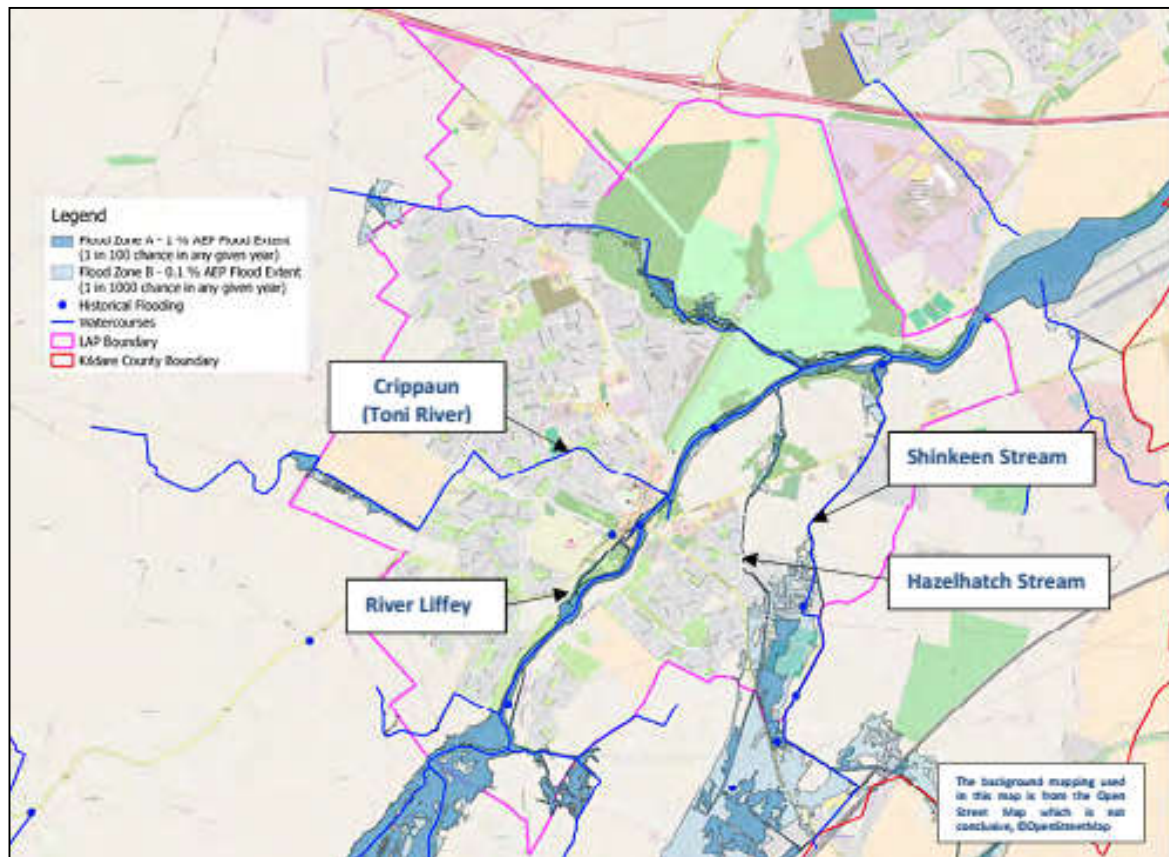 Legend
Flood Zone A - 1 % AEP Flood Extent
(1 in 100 chance in any given year)
Flood Zone B - 0.1 % AEP Flood Extent
(1 in 1000 chance in any given year)
Historical Flooding
Watercourses
LAP Boundary
Kildare County Boundary
Crippaun
(Toni River)
Shinkeen Stream
Hazelhatch Stream
River Liffey
The background mapping used
in this map is from the Open
Street Map which is not
conclusive, ©OpenStreetMap